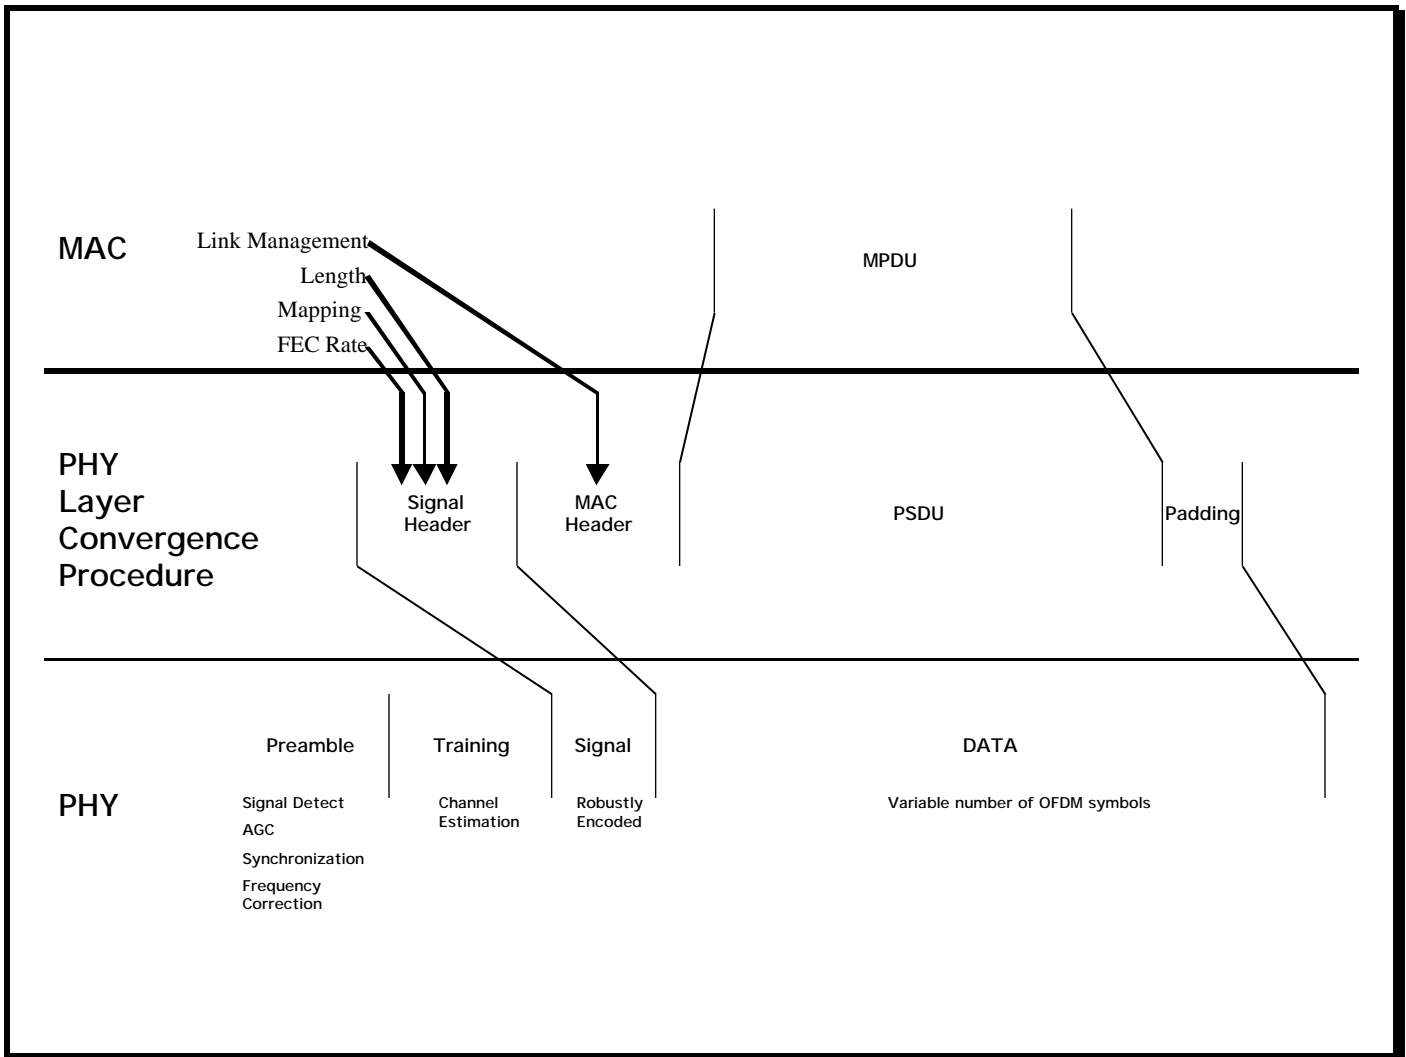 MAC
Link Management
Length
Mapping
FEC Rate
MPDU
PHY
Layer
Convergence
Procedure
Signal
Header
MAC
Header
PSDU
Padding
PHY
Preamble
Signal Detect
AGC
Synchronization
Frequency
Correction
Training
Channel
Estimation
Signal
Robustly
Encoded
DATA
Variable number of OFDM symbols